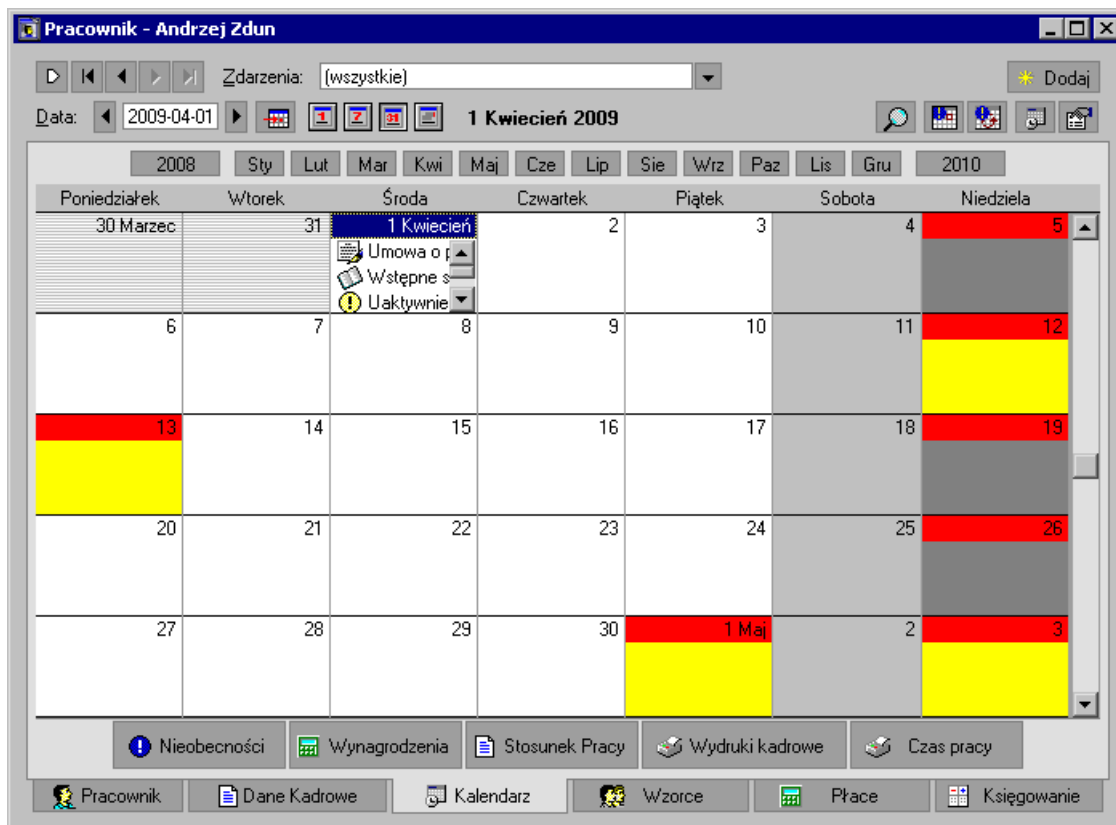 Pracownik - Andrzej Zdun
Zdarzenia: (wszystkie) Dodaj
Data: 2009-04-01 1 7 31 1 Kwiecień 2009
2008 Sty Lut Mar Kwi Maj Cze Lip Sie Wrz Paz Lis Gru 2010
Poniedziałek Wtorek Środa Czwartek Piątek Sobota Niedziela
30 Marzec 31 1 Kwiecień 2 3 4 5
Umowa o p
Wstępne s
Uaktywnie
6 7 8 9 10 11 12
13 14 15 16 17 18 19
20 21 22 23 24 25 26
27 28 29 30 1 Maj 2 3
Nieobecności Wynagrodzenia Stosunek Pracy Wydruki kadrowe Czas pracy
Pracownik Dane Kadrowe Kalendarz Wzorce Płace Księgowanie